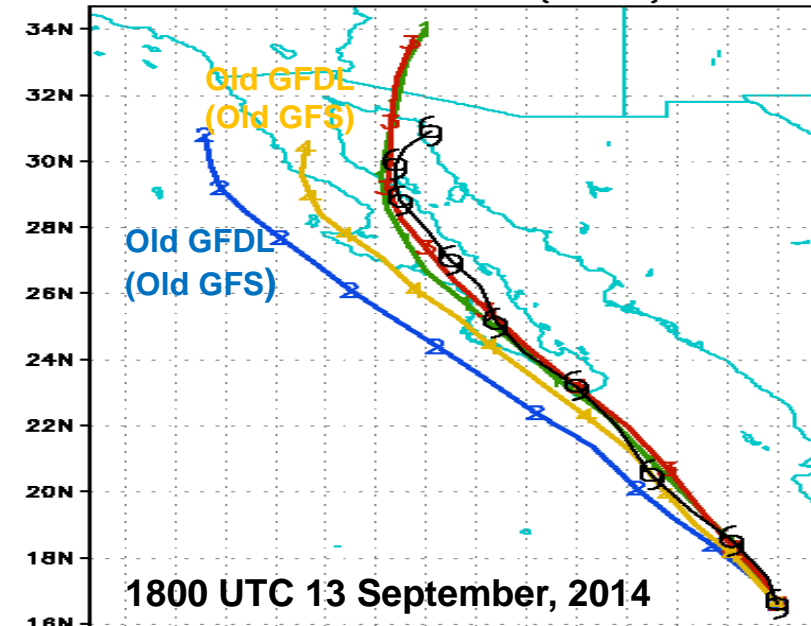 34N
Old GFDL
(Old GFS)
32N
30N
28N
Old GFDL
(Old GFS)
26N
24N
22N
20N
18N
1800 UTC 13 September, 2014
16N